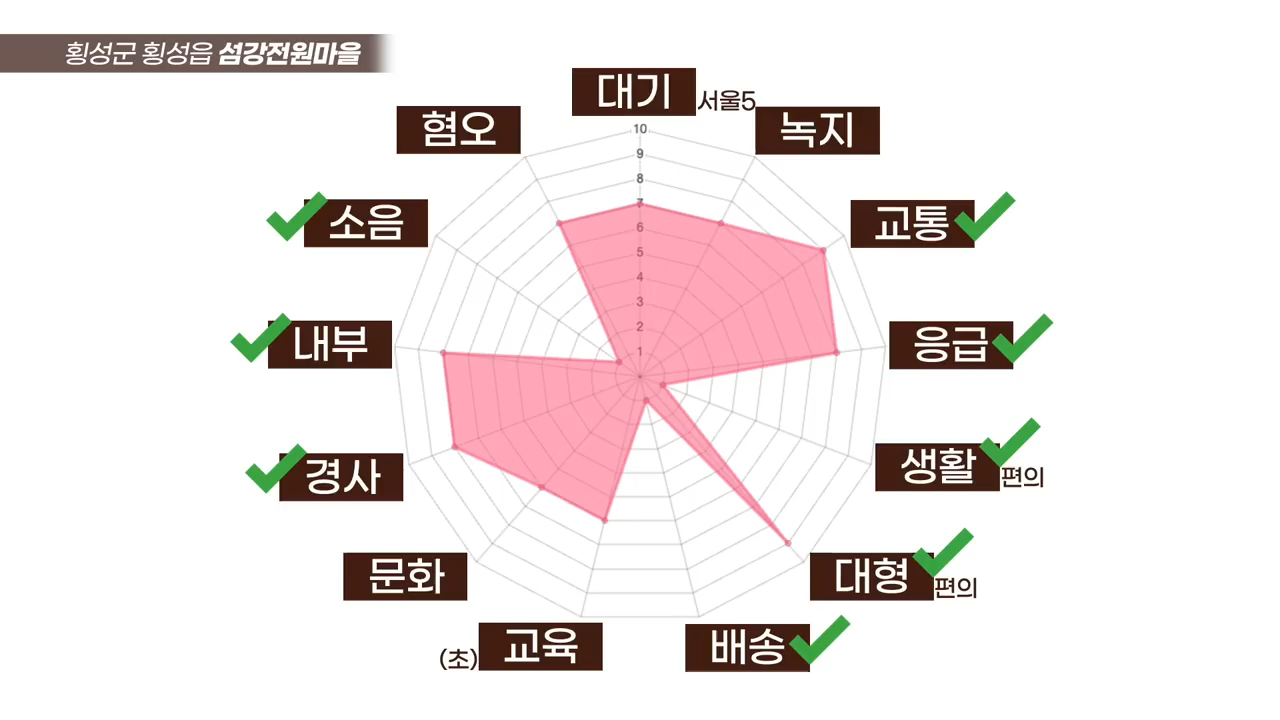 횡성군 횡성읍 섬강전원마을
대기 서울5
혐오
녹지
소음
교통
내부
응급
경사
생활 편의
문화
대형 편의
(초) 교육
배송
10
9
8
7
6
5
4
3
2
1